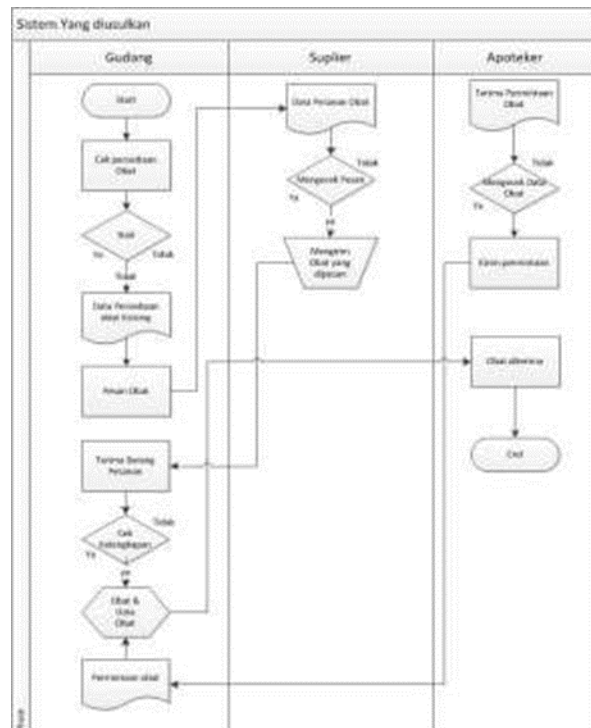 Sistem Yang diusulkan
Gudang
Suplier
Apoteker
Start
Cek persediaan
Obat
Stok
Ya
Tidak
Tidak
Data Persediaan
obat Kosong
Pesan Obat
Terima Barang
Pesanan
Cek
Kelengkapan
Tidak
Ya
Obat &
Data
Obat
Permintaan obat
Data Pesanan Obat
Tidak
Mengecek Pesan
Ya
Mengirim
Obat yang
dipesan
Terima Permintaan
Obat
Tidak
Mengecek Data
Obat
Ya
Kirim permintaan
Obat diterima
End